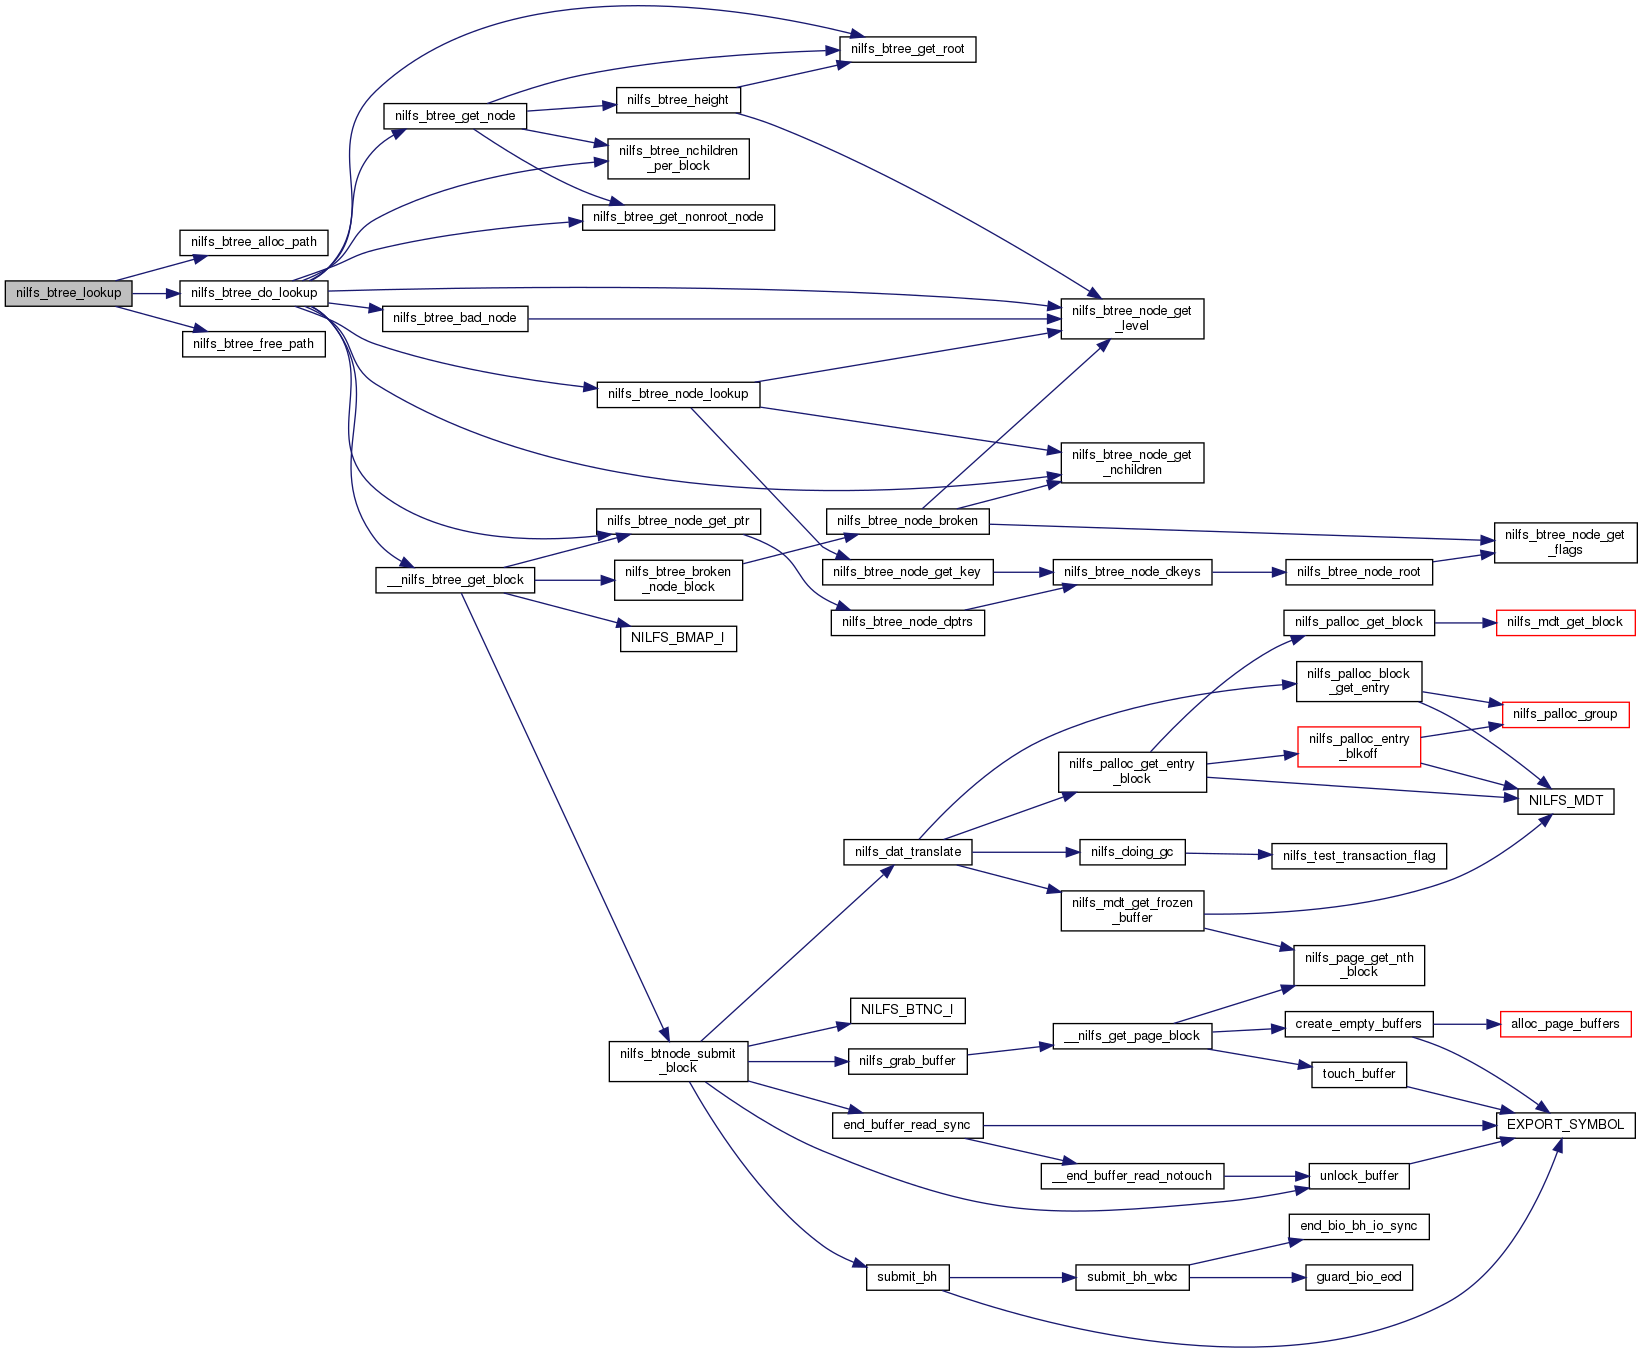 nilfs_btree_get_root
nilfs_btree_height
nilfs_btree_get_node
nilfs_btree_nchildren
_per_block
nilfs_btree_get_nonroot_node
nilfs_btree_alloc_path
nilfs_btree_lookup
nilfs_btree_do_lookup
nilfs_btree_free_path
nilfs_btree_bad_node
nilfs_btree_node_get
_level
nilfs_btree_node_lookup
nilfs_btree_node_get
_nchildren
nilfs_btree_node_get_ptr
nilfs_btree_node_broken
nilfs_btree_node_get
_flags
__nilfs_btree_get_block
nilfs_btree_broken
_node_block
nilfs_btree_node_get_key
nilfs_btree_node_dkeys
nilfs_btree_node_root
nilfs_btree_node_dptrs
NILFS_BMAP_I
nilfs_palloc_get_block
nilfs_mdt_get_block
nilfs_palloc_block
_get_entry
nilfs_palloc_group
nilfs_palloc_entry
_blkoff
nilfs_palloc_get_entry
_block
NILFS_MDT
nilfs_dat_translate
nilfs_doing_gc
nilfs_test_transaction_flag
nilfs_mdt_get_frozen
_buffer
nilfs_page_get_nth
_block
NILFS_BTNC_I
nilfs_btnode_submit
_block
nilfs_grab_buffer
__nilfs_get_page_block
create_empty_buffers
alloc_page_buffers
touch_buffer
end_buffer_read_sync
EXPORT_SYMBOL
__end_buffer_read_notouch
unlock_buffer
end_bio_bh_io_sync
submit_bh
submit_bh_wbc
guard_bio_eod